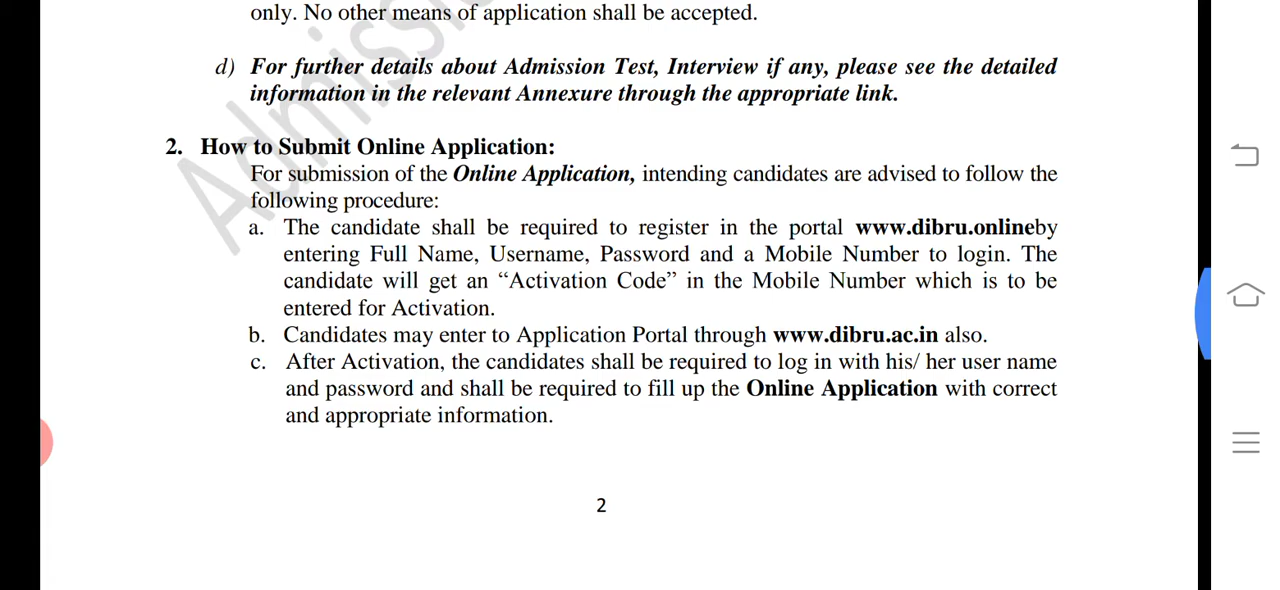 only. No other means of application shall be accepted.
d) For further details about Admission Test, Interview if any, please see the detailed
information in the relevant Annexure through the appropriate link.
2. How to Submit Online Application:
For submission of the Online Application, intending candidates are advised to follow the
following procedure:
a. The candidate shall be required to register in the portal www.dibru.onlineby
entering Full Name, Username, Password and a Mobile Number to login. The
candidate will get an “Activation Code” in the Mobile Number which is to be
entered for Activation.
b. Candidates may enter to Application Portal through www.dibru.ac.in also.
c. After Activation, the candidates shall be required to log in with his/ her user name
and password and shall be required to fill up the Online Application with correct
and appropriate information.
2